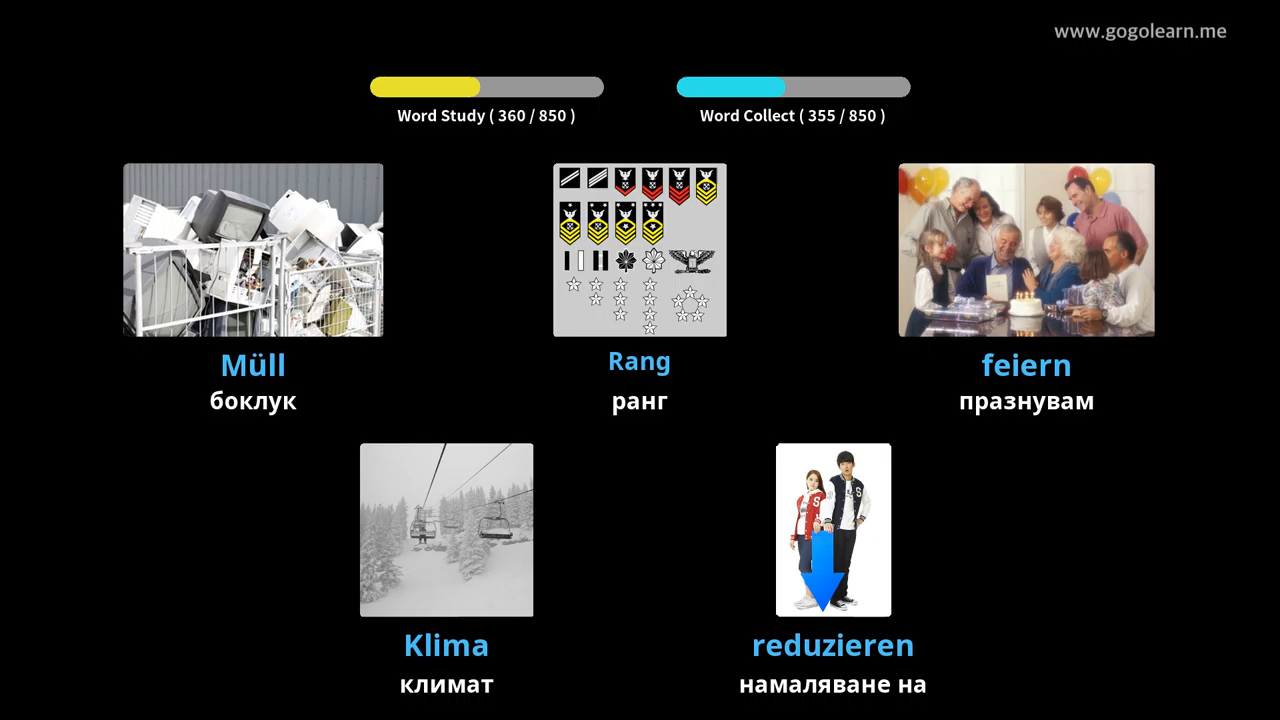 www.gogolearn.me
Word Study ( 360 / 850 )
Word Collect ( 355 / 850 )
Müll
боклук
Rang
ранг
feiern
празнувам
Klima
климат
reduzieren
намаляване на